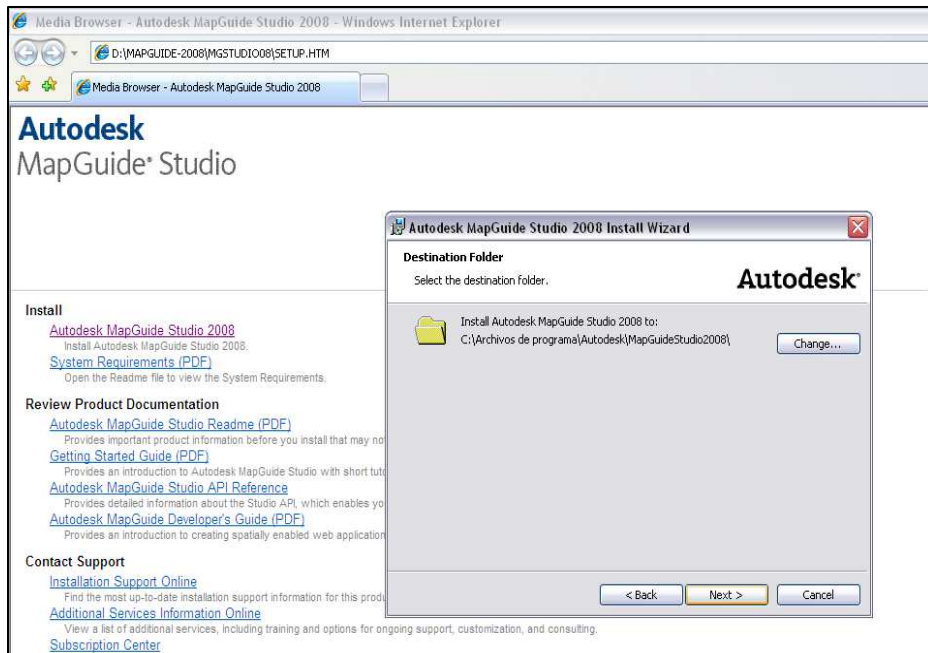 Media Browser - Autodesk MapGuide Studio 2008 - Windows Internet Explorer
D:\MAPGUIDE-2008\MGSTUDIO08\SETUP.HTM
Media Browser - Autodesk MapGuide Studio 2008
Autodesk
MapGuide® Studio
Install
Autodesk MapGuide Studio 2008
Install Autodesk MapGuide Studio 2008.
System Requirements (PDF)
Open the Readme file to view the System Requirements.
Review Product Documentation
Autodesk MapGuide Studio Readme (PDF)
Provides important product information before you install that may no
Getting Started Guide (PDF)
Provides an introduction to Autodesk MapGuide Studio with short tuto
Autodesk MapGuide Studio API Reference
Provides detailed information about the Studio API, which enables yo
Autodesk MapGuide Developer's Guide (PDF)
Provides an introduction to creating spatially enabled web application
Contact Support
Installation Support Online
Find the most up-to-date installation support information for this produ
Additional Services Information Online
View a list of additional services, including training and options for ongoing support, customization, and consulting.
Subscription Center
Autodesk MapGuide Studio 2008 Install Wizard
Destination Folder
Select the destination folder.
Autodesk®
Install Autodesk MapGuide Studio 2008 to:
C:\Archivos de programa\Autodesk\MapGuideStudio2008\
Change...
< Back Next > Cancel